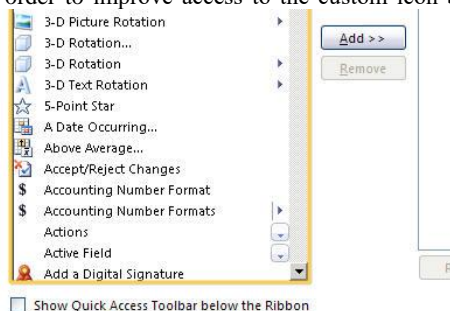 order to improve access to the custom icon
3-D Picture Rotation
3-D Rotation...
3-D Rotation
3-D Text Rotation
5-Point Star
A Date Occurring...
Above Average...
Accept/Reject Changes
$ Accounting Number Format
$ Accounting Number Formats
Actions
Active Field
Add a Digital Signature
Add >>
Remove
Show Quick Access Toolbar below the Ribbon